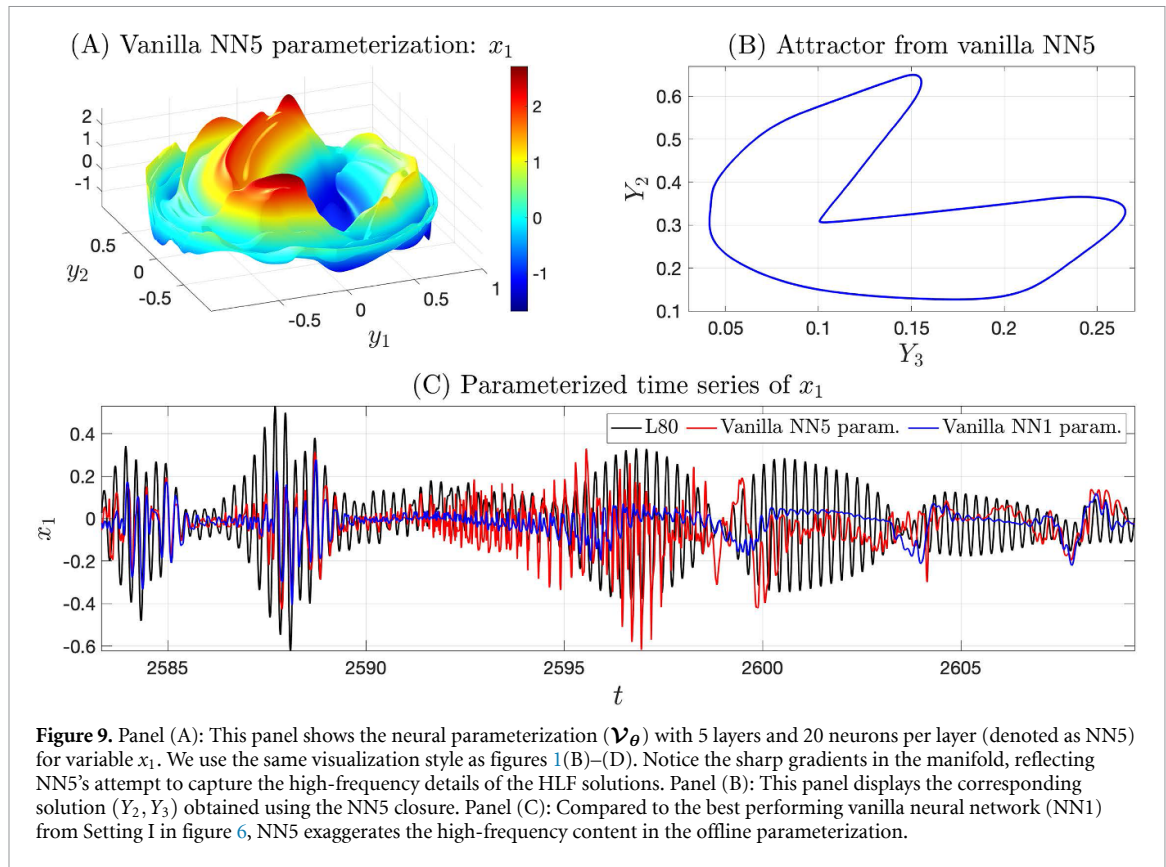 (A) Vanilla NN5 parameterization: x₁
2
1
0
-1
0.5
0
-0.5
y₂
-0.5
0
0.5
1
y₁
2
1
0
-1
(B) Attractor from vanilla NN5
0.6
0.5
0.4
0.3
0.2
0.1
Y₂
0.05
0.1
0.15
0.2
0.25
Y₃
(C) Parameterized time series of x₁
L80
Vanilla NN5 param.
Vanilla NN1 param.
0.4
0.2
0
-0.2
-0.4
-0.6
x₁
2585
2590
2595
2600
2605
t
Figure 9. Panel (A): This panel shows the neural parameterization (𝓥_θ) with 5 layers and 20 neurons per layer (denoted as NN5)
for variable x₁. We use the same visualization style as figures 1(B)–(D). Notice the sharp gradients in the manifold, reflecting
NN5's attempt to capture the high-frequency details of the HLF solutions. Panel (B): This panel displays the corresponding
solution (Y₂, Y₃) obtained using the NN5 closure. Panel (C): Compared to the best performing vanilla neural network (NN1)
from Setting I in figure 6, NN5 exaggerates the high-frequency content in the offline parameterization.